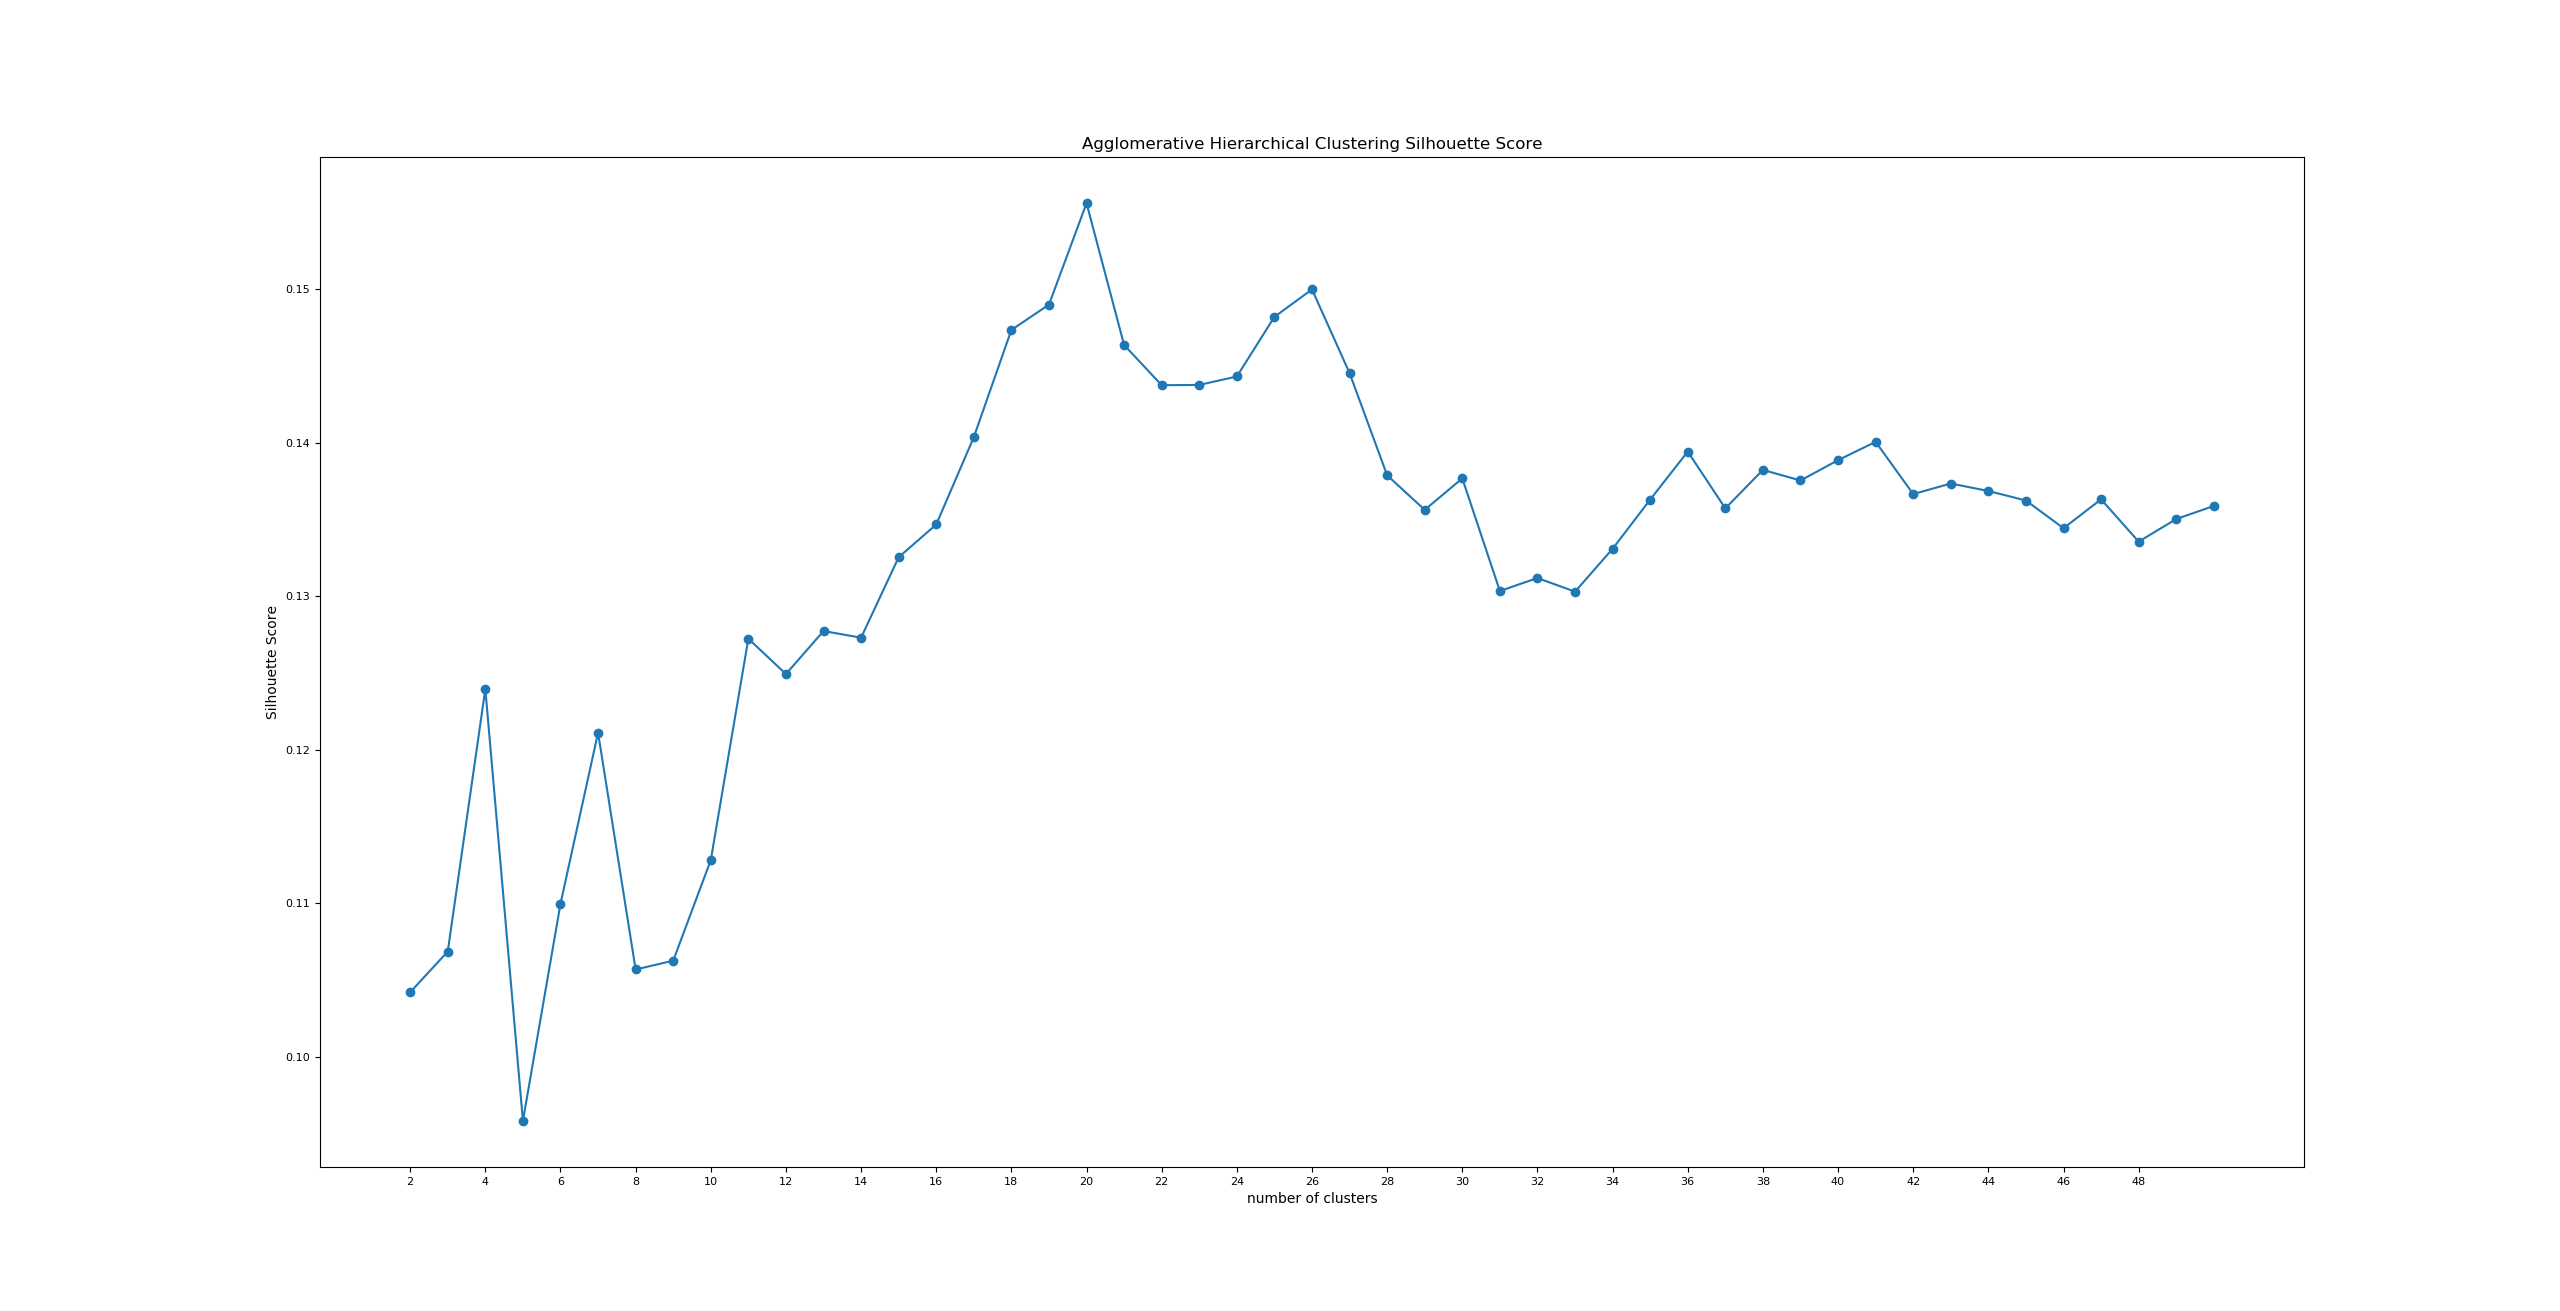 Agglomerative Hierarchical Clustering Silhouette Score
0.15
0.14
0.13
0.12
0.11
0.10
Silhouette Score
2 4 6 8 10 12 14 16 18 20 22 24 26 28 30 32 34 36 38 40 42 44 46 48
number of clusters